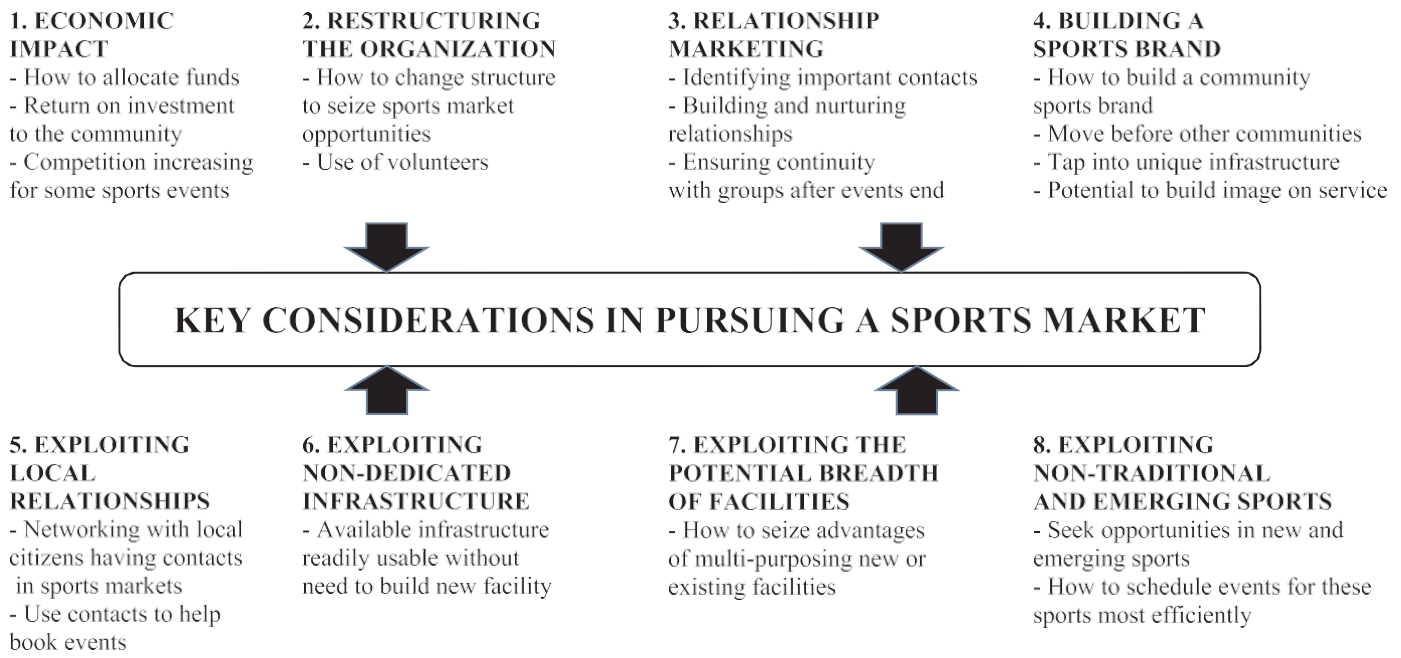 1. ECONOMIC
IMPACT
- How to allocate funds
- Return on investment
to the community
- Competition increasing
for some sports events
2. RESTRUCTURING
THE ORGANIZATION
- How to change structure
to seize sports market
opportunities
- Use of volunteers
3. RELATIONSHIP
MARKETING
- Identifying important contacts
- Building and nurturing
relationships
- Ensuring continuity
with groups after events end
4. BUILDING A
SPORTS BRAND
- How to build a community
sports brand
- Move before other communities
- Tap into unique infrastructure
- Potential to build image on service
KEY CONSIDERATIONS IN PURSUING A SPORTS MARKET
5. EXPLOITING
LOCAL
RELATIONSHIPS
- Networking with local
citizens having contacts
in sports markets
- Use contacts to help
book events
6. EXPLOITING
NON-DEDICATED
INFRASTRUCTURE
- Available infrastructure
readily usable without
need to build new facility
7. EXPLOITING THE
POTENTIAL BREADTH
OF FACILITIES
- How to seize advantages
of multi-purposing new or
existing facilities
8. EXPLOITING
NON-TRADITIONAL
AND EMERGING SPORTS
- Seek opportunities in new and
emerging sports
- How to schedule events for these
sports most efficiently